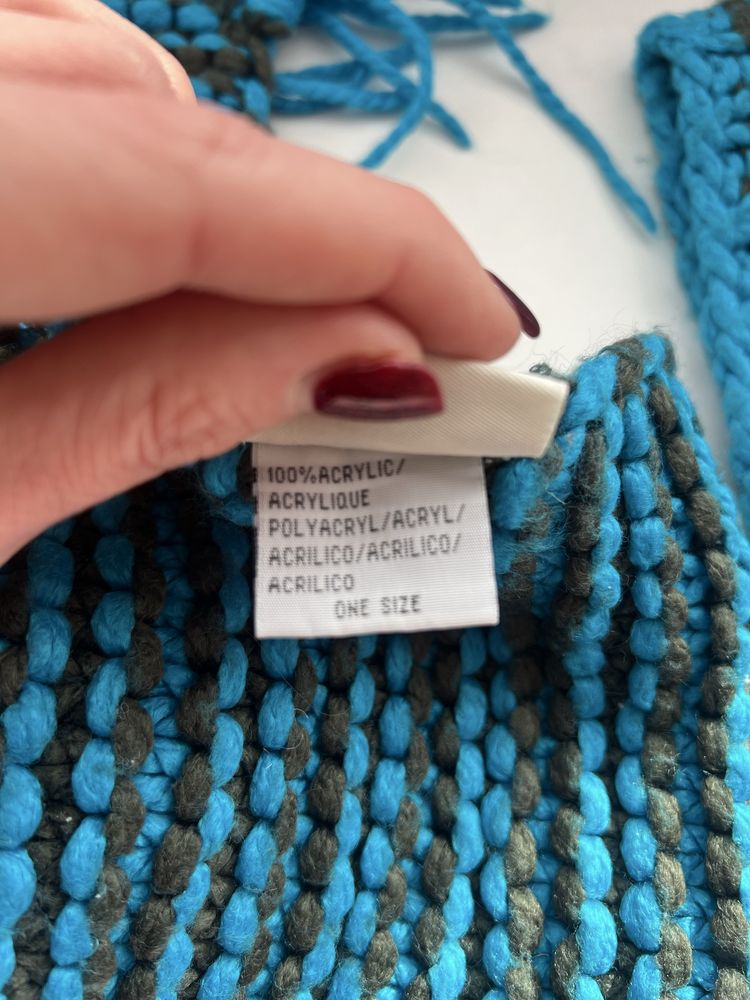 100%ACRYLIC/
ACRYLIQUE
POLYACRYL/ACRYL/
ACRILICO/ACRILICO/
ACRILICO
ONE SIZE